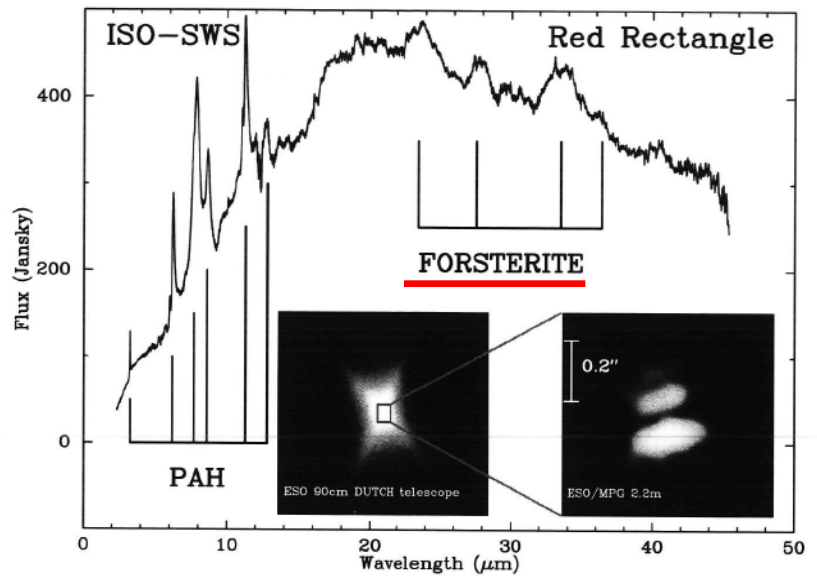 ISO-SWS
Red Rectangle
400
200
0
Flux (Jansky)
FORSTERITE
PAH
0.2"
ESO 90cm DUTCH telescope
ESO/MPG 2.2m
0
10
20
30
40
50
Wavelength (μm)